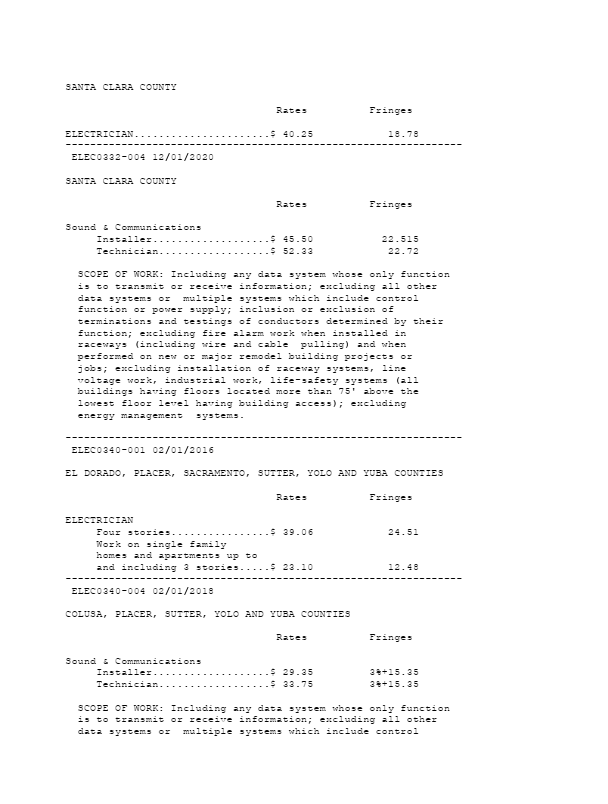 SANTA CLARA COUNTY
Rates Fringes
ELECTRICIAN......................$ 40.25 18.78
----------------------------------------------------------------
ELEC0332-004 12/01/2020
SANTA CLARA COUNTY
Rates Fringes
Sound & Communications
Installer...................$ 45.50 22.515
Technician..................$ 52.33 22.72
SCOPE OF WORK: Including any data system whose only function
is to transmit or receive information; excluding all other
data systems or multiple systems which include control
function or power supply; inclusion or exclusion of
terminations and testings of conductors determined by their
function; excluding fire alarm work when installed in
raceways (including wire and cable pulling) and when
performed on new or major remodel building projects or
jobs; excluding installation of raceway systems, line
voltage work, industrial work, life-safety systems (all
buildings having floors located more than 75' above the
lowest floor level having building access); excluding
energy management systems.
----------------------------------------------------------------
ELEC0340-001 02/01/2016
EL DORADO, PLACER, SACRAMENTO, SUTTER, YOLO AND YUBA COUNTIES
Rates Fringes
ELECTRICIAN
Four stories................$ 39.06 24.51
Work on single family
homes and apartments up to
and including 3 stories.....$ 23.10 12.48
----------------------------------------------------------------
ELEC0340-004 02/01/2018
COLUSA, PLACER, SUTTER, YOLO AND YUBA COUNTIES
Rates Fringes
Sound & Communications
Installer...................$ 29.35 3%+15.35
Technician..................$ 33.75 3%+15.35
SCOPE OF WORK: Including any data system whose only function
is to transmit or receive information; excluding all other
data systems or multiple systems which include control